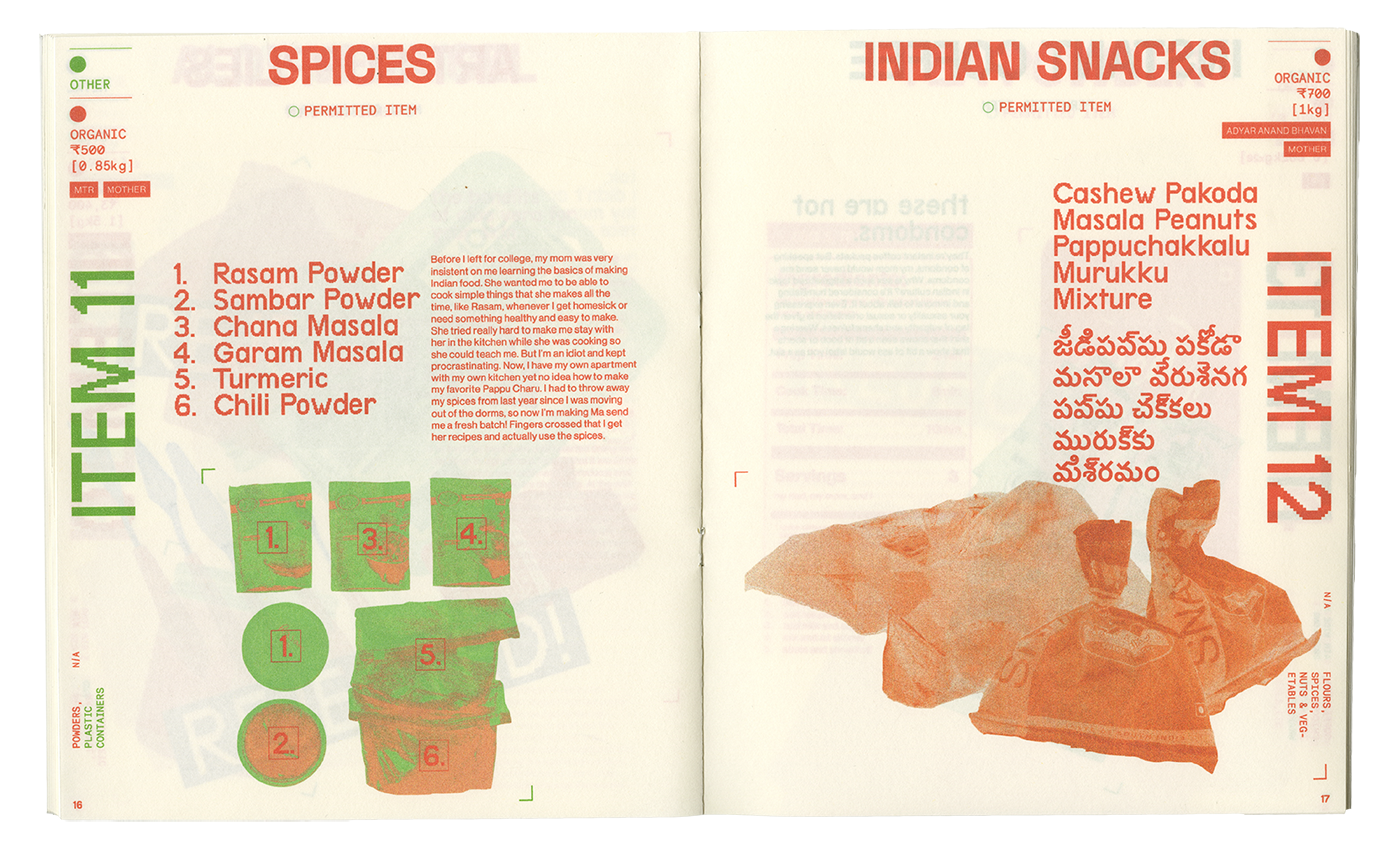 OTHER
ORGANIC
₹500
[0.85kg]
MTR MOTHER
ITEM 11
N/A
POWDERS,
PLASTIC
CONTAINERS
16
SPICES
PERMITTED ITEM
1. Rasam Powder
2. Sambar Powder
3. Chana Masala
4. Garam Masala
5. Turmeric
6. Chili Powder
Before I left for college, my mom was very
insistent on me learning the basics of making
Indian food. She wanted me to be able to
cook simple things that she makes all the
time, like Rasam, whenever I get homesick or
need something healthy and easy to make.
She tried really hard to make me stay with
her in the kitchen while she was cooking so
she could teach me. But I'm an idiot and kept
procrastinating. Now, I have my own apartment
with my own kitchen yet no idea how to make
my favorite Pappu Charu. I had to throw away
my spices from last year since I was moving
out of the dorms, so now I'm making Ma send
me a fresh batch! Fingers crossed that I get
her recipes and actually use the spices.
1. 3. 4.
1. 5.
2. 6.
INDIAN SNACKS
PERMITTED ITEM
ORGANIC
₹700
[1kg]
ADYAR ANAND BHAVAN
MOTHER
Cashew Pakoda
Masala Peanuts
Pappuchakkalu
Murukku
Mixture
జీడిపప్‌పు పకోడా
మసాలా వేరుశెనగ
పప్‌పు చెక్‌కలు
మురుక్‌కు
మిశ్‌రమం
ITEM 12
N/A
FLOURS,
SPICES,
NUTS & VEG-
ETABLES
17